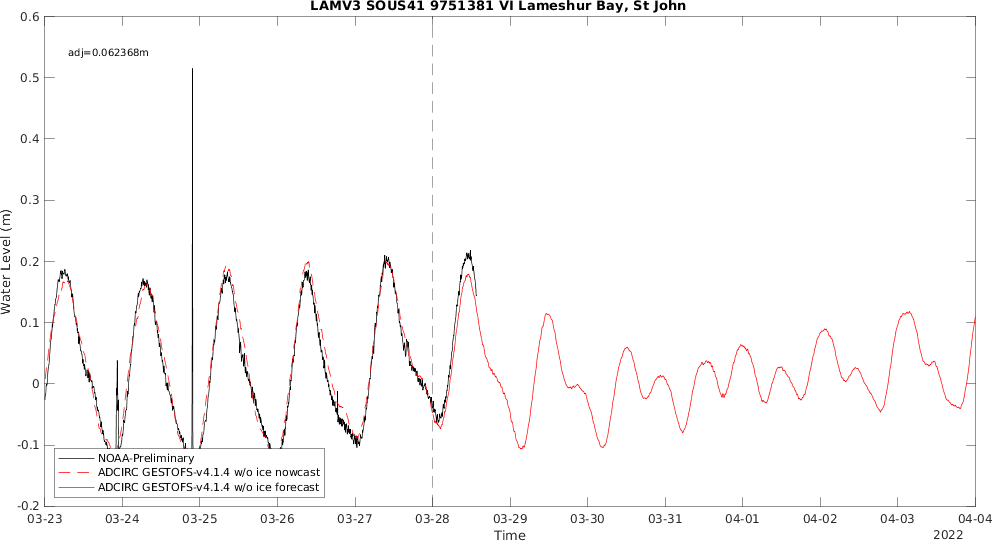 LAMV3 SOUS41 9751381 VI Lameshur Bay, St John
adj=0.062368m
Water Level (m)
0.6
0.5
0.4
0.3
0.2
0.1
0
-0.1
-0.2
NOAA-Preliminary
ADCIRC GESTOFS-v4.1.4 w/o ice nowcast
ADCIRC GESTOFS-v4.1.4 w/o ice forecast
03-23 03-24 03-25 03-26 03-27 03-28 03-29 03-30 03-31 04-01 04-02 04-03 04-04
Time
2022